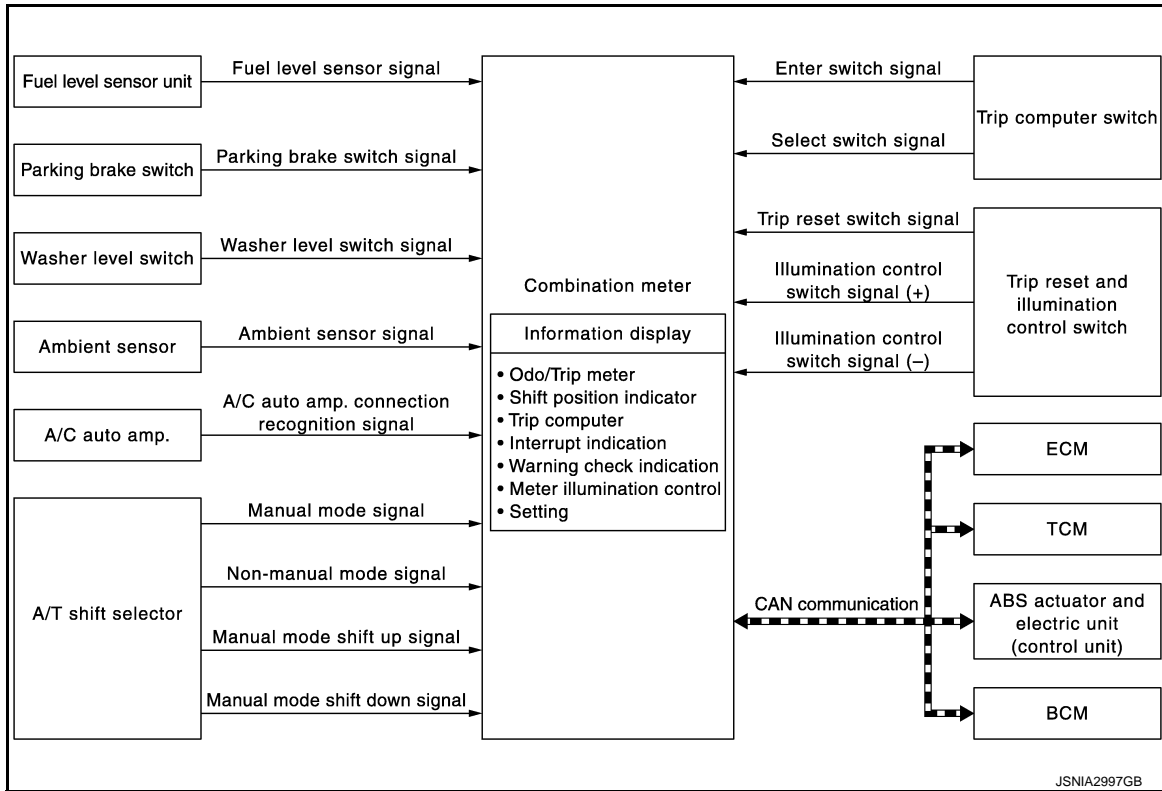 Fuel level sensor unit
Fuel level sensor signal
Parking brake switch
Parking brake switch signal
Washer level switch
Washer level switch signal
Ambient sensor
Ambient sensor signal
A/C auto amp.
A/C auto amp. connection
recognition signal
A/T shift selector
Manual mode signal
Non-manual mode signal
Manual mode shift up signal
Manual mode shift down signal
Combination meter
Information display
• Odo/Trip meter
• Shift position indicator
• Trip computer
• Interrupt indication
• Warning check indication
• Meter illumination control
• Setting
Enter switch signal
Select switch signal
Trip computer switch
Trip reset switch signal
Illumination control
switch signal (+)
Illumination control
switch signal (–)
Trip reset and
illumination
control switch
CAN communication
ECM
TCM
ABS actuator and
electric unit
(control unit)
BCM
JSNIA2997GB